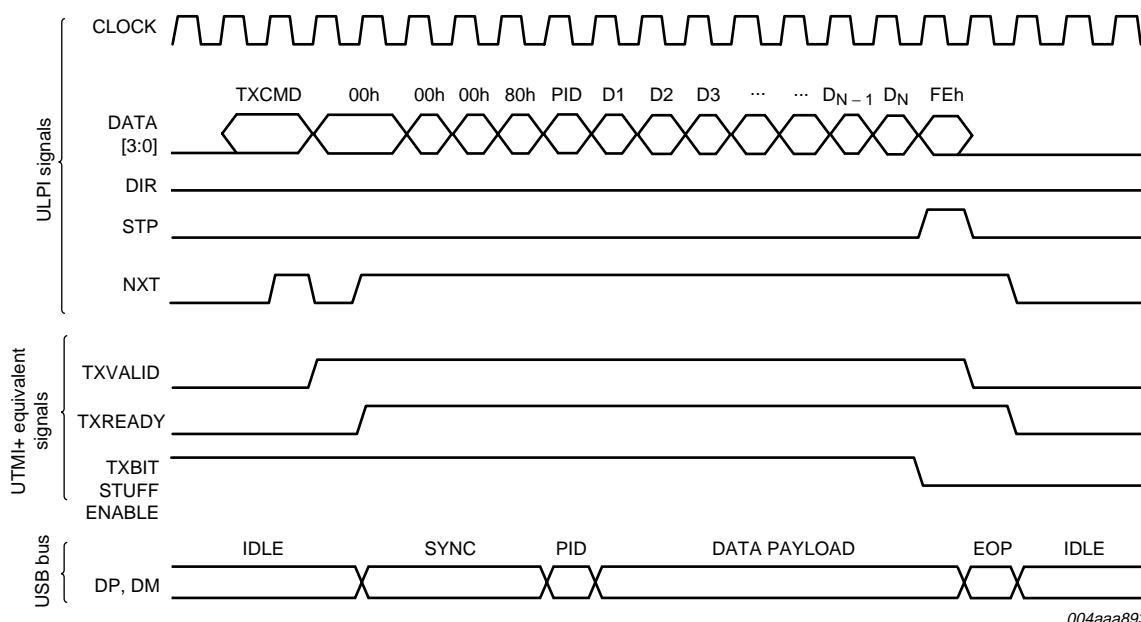 CLOCK
TXCMD 00h 00h 00h 80h PID D1 D2 D3 ... ... DN – 1 DN FEh
DATA
[3:0]
DIR
STP
NXT
ULPI signals
TXVALID
TXREADY
TXBIT
STUFF
ENABLE
UTMI+ equivalent
signals
IDLE SYNC PID DATA PAYLOAD EOP IDLE
DP, DM
USB bus